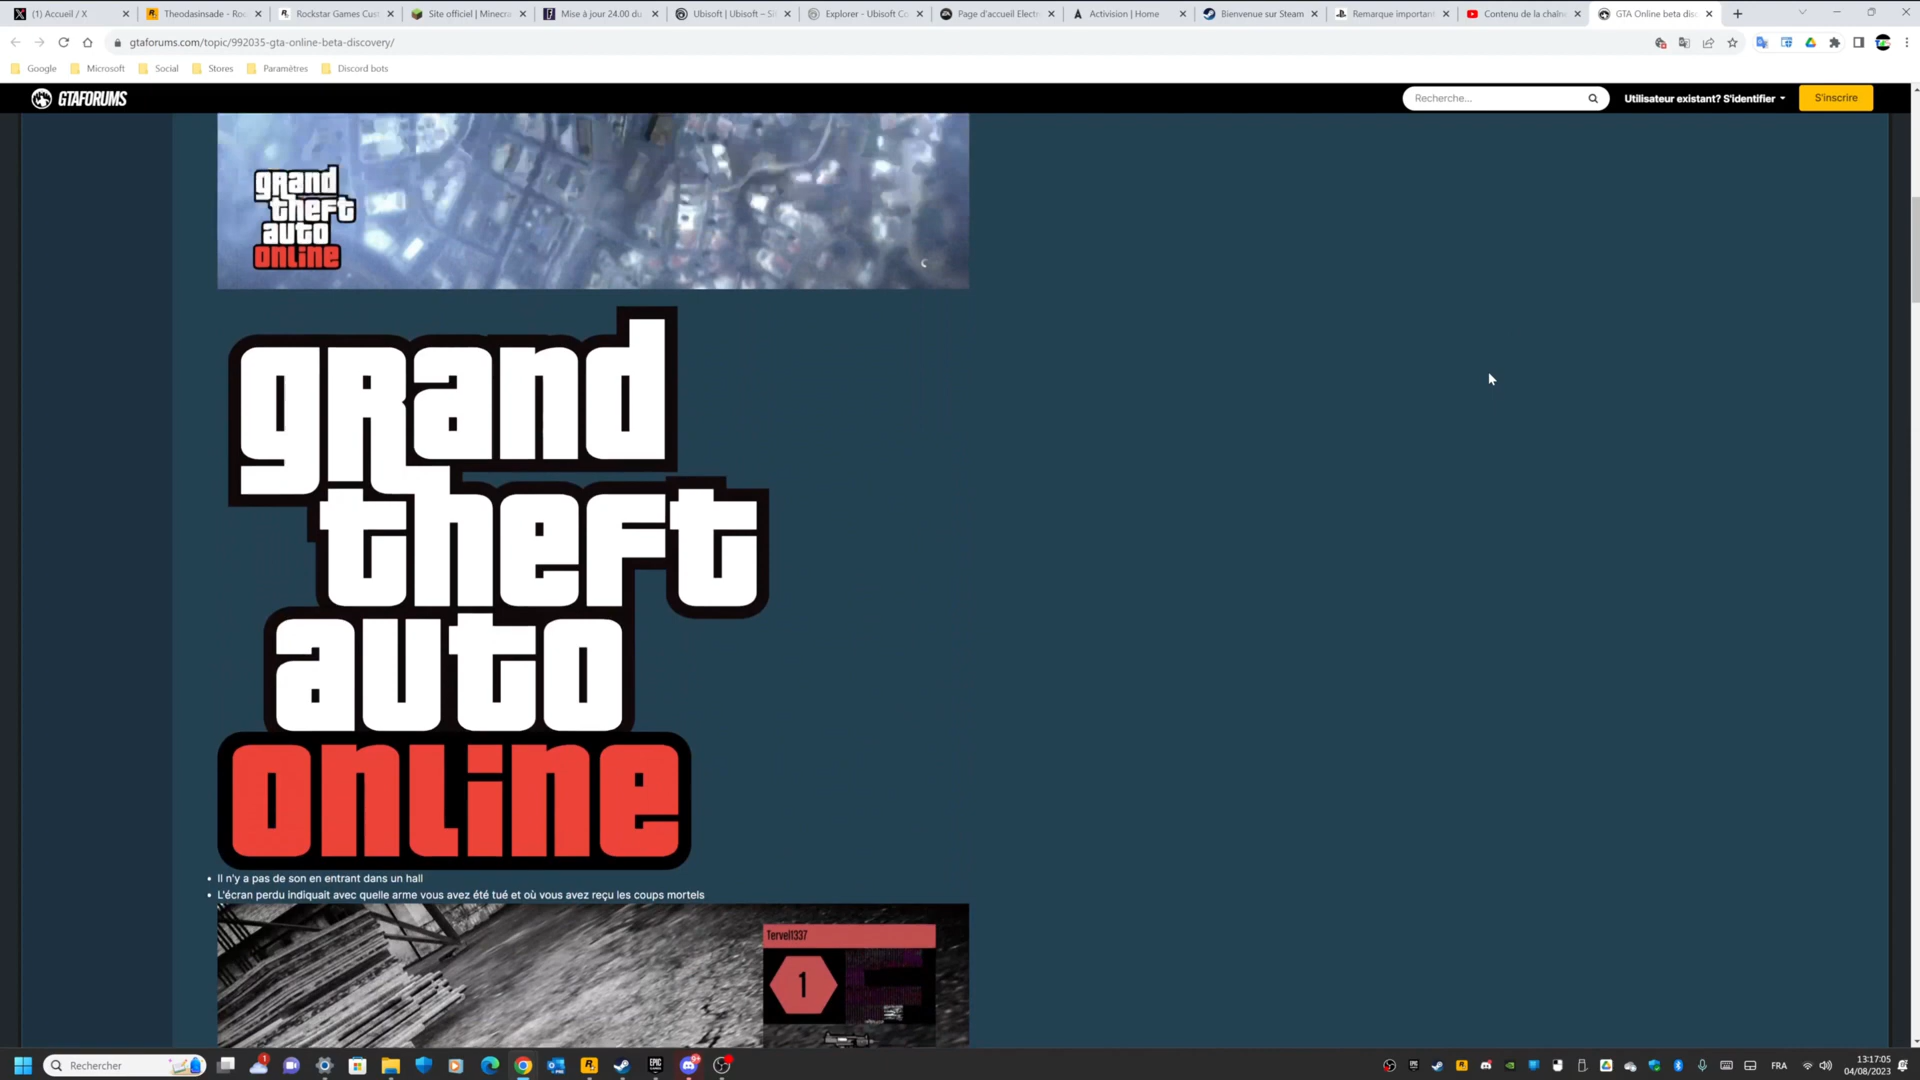 (1) Accueil / X
Theodasinsade - Ro
Rockstar Games Cus
Site officiel | Minecra
Mise à jour 24.00 du
Ubisoft | Ubisoft – Si
Explorer - Ubisoft Co
Page d'accueil Electr
Activision | Home
Bienvenue sur Steam
Remarque important
Contenu de la chaîn
GTA Online beta disc
gtaforums.com/topic/992035-gta-online-beta-discovery/
Google
Microsoft
Social
Stores
Paramètres
Discord bots
GTAFORUMS
Recherche...
Utilisateur existant? S'identifier
S'inscrire
grand
theft
auto
online
grand
theft
auto
online
Il n'y a pas de son en entrant dans un hall
L'écran perdu indiquait avec quelle arme vous avez été tué et où vous avez reçu les coups mortels
Tervel1337
1
Rechercher
FRA
13:17:05
04/08/2023